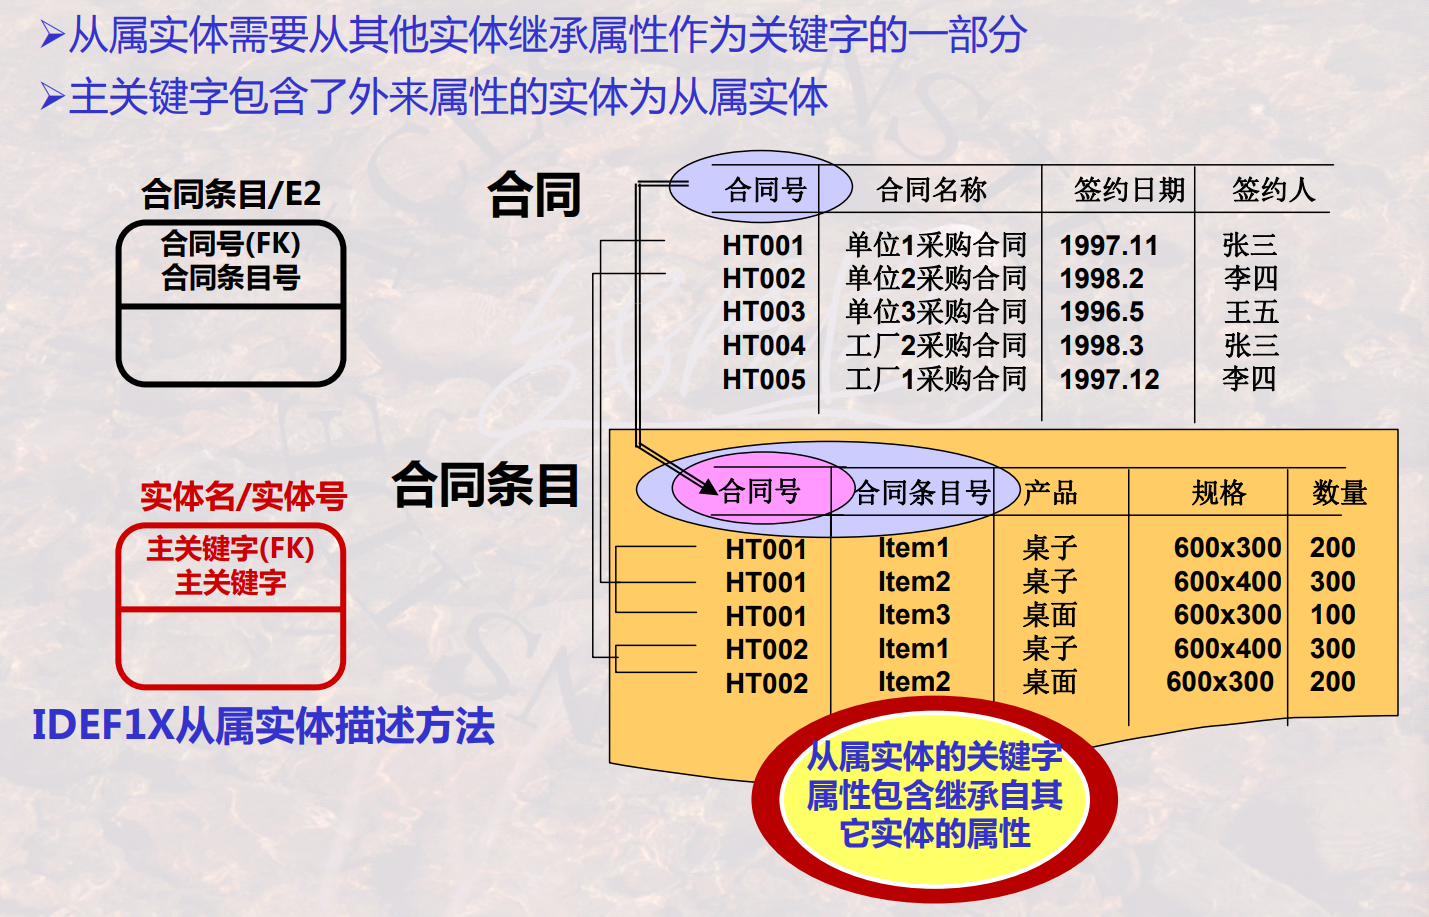 ➢从属实体需要从其他实体继承属性作为关键字的一部分
➢主关键字包含了外来属性的实体为从属实体
合同条目/E2
合同号(FK)
合同条目号
合同
合同号 合同名称 签约日期 签约人
HT001 单位1采购合同 1997.11 张三
HT002 单位2采购合同 1998.2 李四
HT003 单位3采购合同 1996.5 王五
HT004 工厂2采购合同 1998.3 张三
HT005 工厂1采购合同 1997.12 李四
实体名/实体号
主关键字(FK)
主关键字
IDEF1X从属实体描述方法
合同条目
合同号 合同条目号 产品 规格 数量
HT001 Item1 桌子 600x300 200
HT001 Item2 桌子 600x400 300
HT001 Item3 桌面 600x300 100
HT002 Item1 桌子 600x400 300
HT002 Item2 桌面 600x300 200
从属实体的关键字
属性包含继承自其
它实体的属性